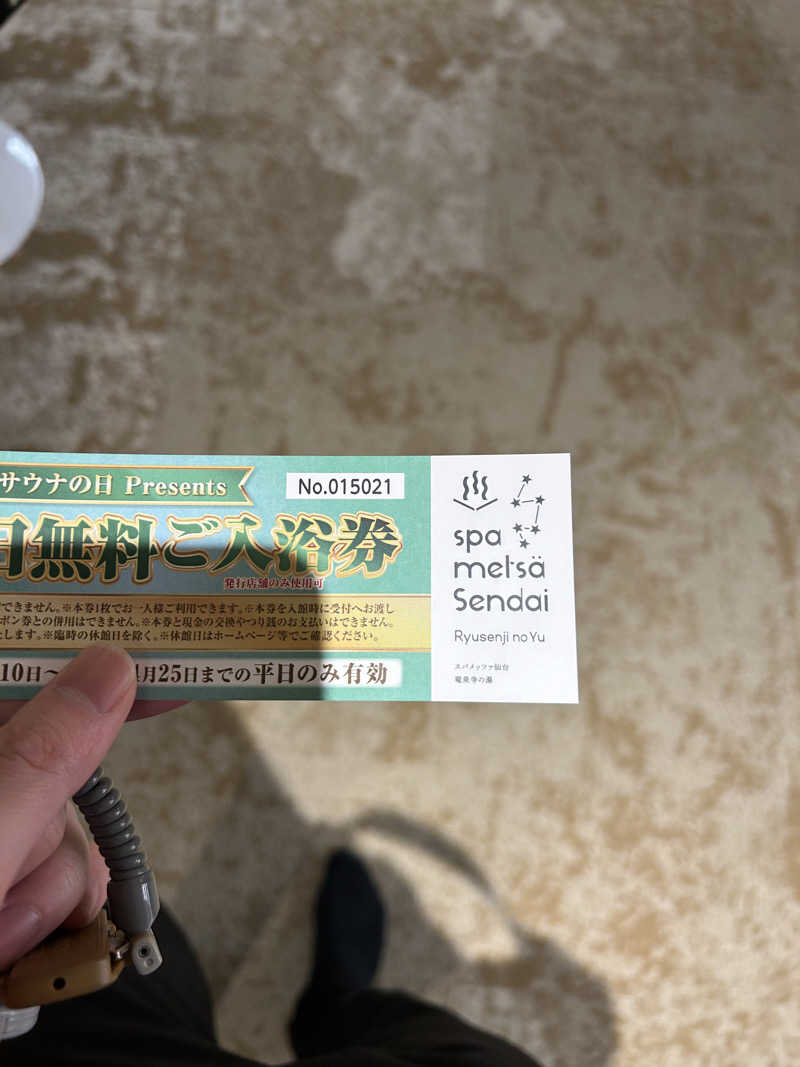 サウナの日 Presents
No.015021
日無料ご入浴券
発行店舗のみ使用可
できません。※本券1枚でお一人様ご利用できます。※本券を入館時に受付へお渡し
ポン券との併用はできません。※本券と現金の交換やつり銭のお支払いはできません。
たします。※臨時の休館日を除く。※休館日はホームページ等でご確認ください。
10日〜
月25日までの平日のみ有効
spa
metsä
Sendai
Ryusenji no Yu
スパメッツァ仙台
竜泉寺の湯